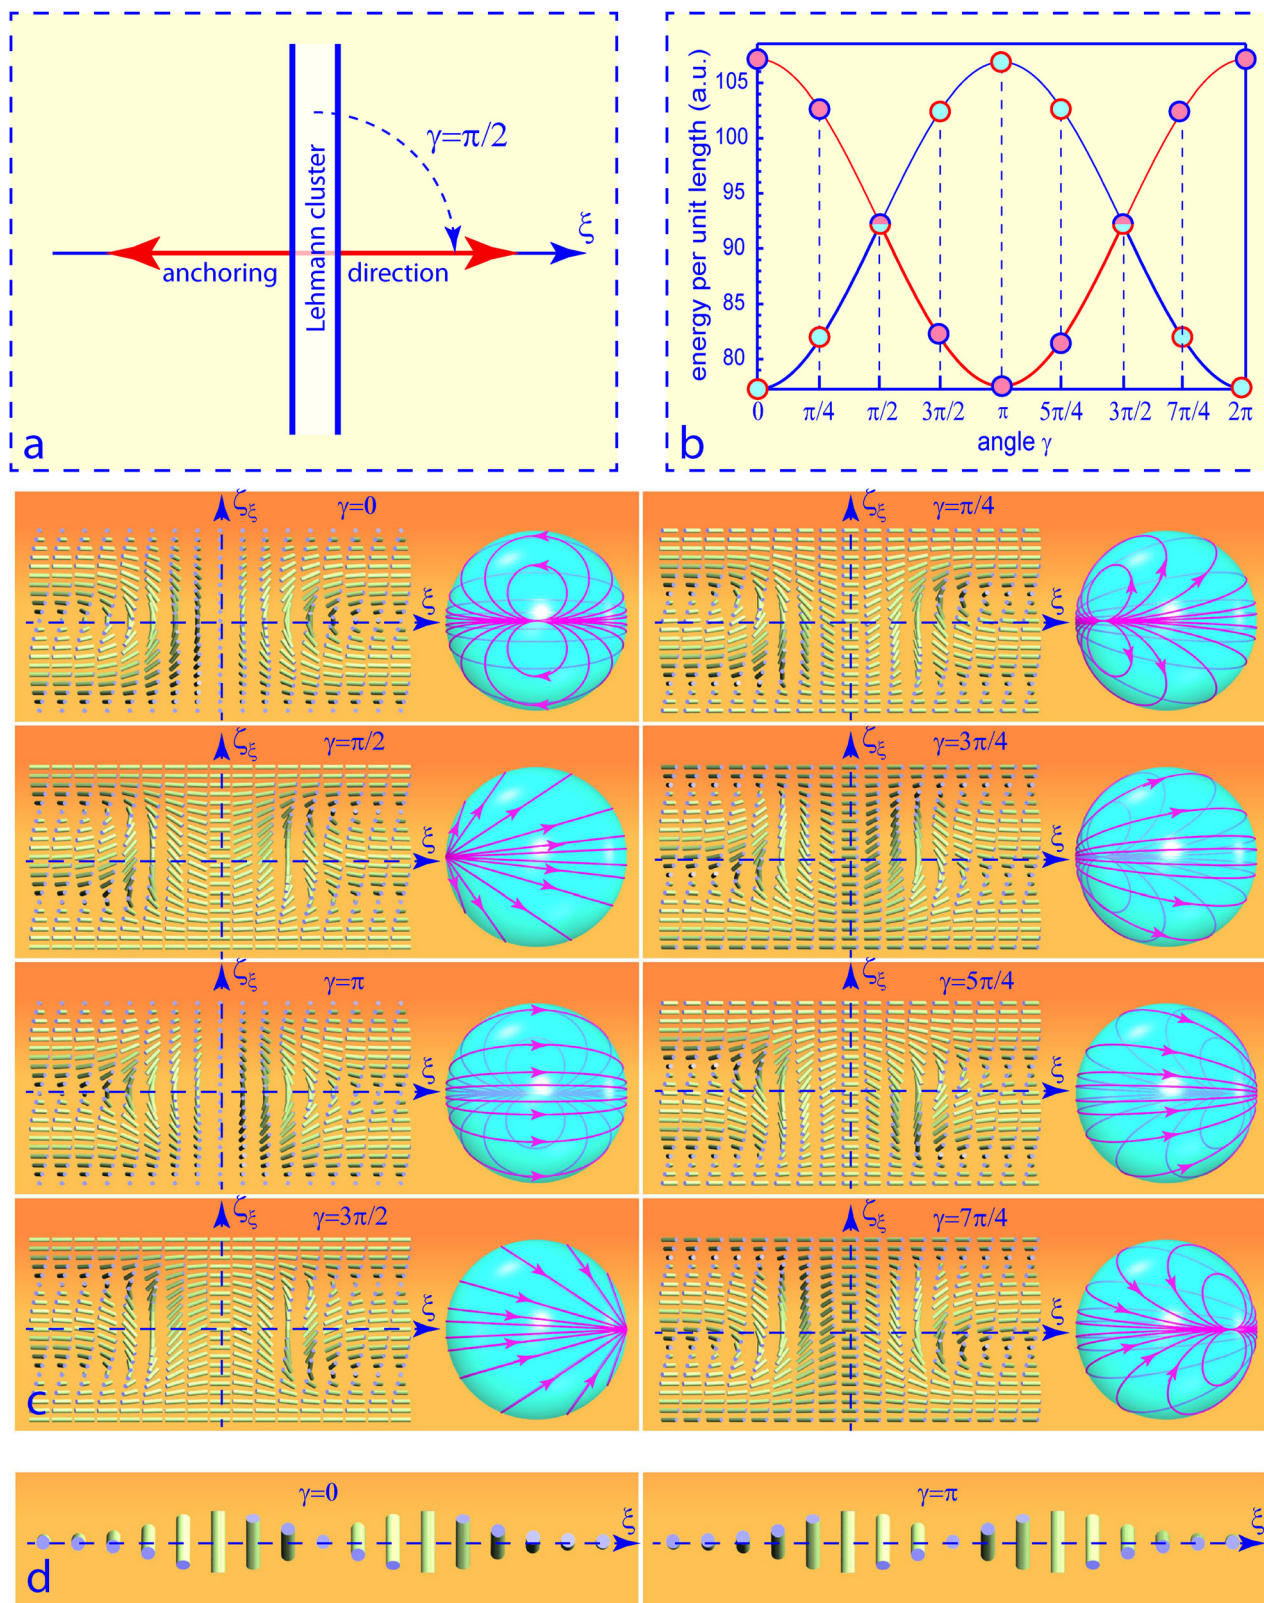 a
γ=π/2
Lehmann cluster
ξ
anchoring
direction
b
energy per unit length (a.u.)
105
100
95
90
85
80
0 π/4 π/2 3π/2 π 5π/4 3π/2 7π/4 2π
angle γ
c
ζξ γ=0 ξ
ζξ γ=π/4 ξ
ζξ γ=π/2 ξ
ζξ γ=3π/4 ξ
ζξ γ=π ξ
ζξ γ=5π/4 ξ
ζξ γ=3π/2 ξ
ζξ γ=7π/4 ξ
d
γ=0 ξ
γ=π ξ